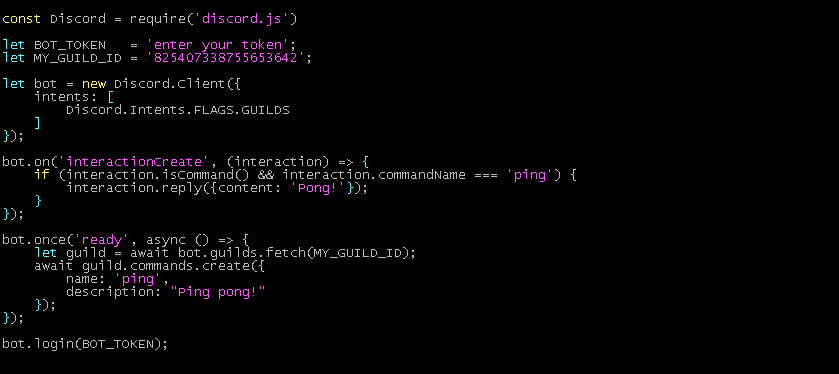 const Discord = require('discord.js')

let BOT_TOKEN   = 'enter your token';
let MY_GUILD_ID = '825407338755653642';

let bot = new Discord.Client({
    intents: [
        Discord.Intents.FLAGS.GUILDS
    ]
});

bot.on('interactionCreate', (interaction) => {
    if (interaction.isCommand() && interaction.commandName === 'ping') {
        interaction.reply({content: 'Pong!'});
    }
});

bot.once('ready', async () => {
    let guild = await bot.guilds.fetch(MY_GUILD_ID);
    await guild.commands.create({
        name: 'ping',
        description: "Ping pong!"
    });
});

bot.login(BOT_TOKEN);